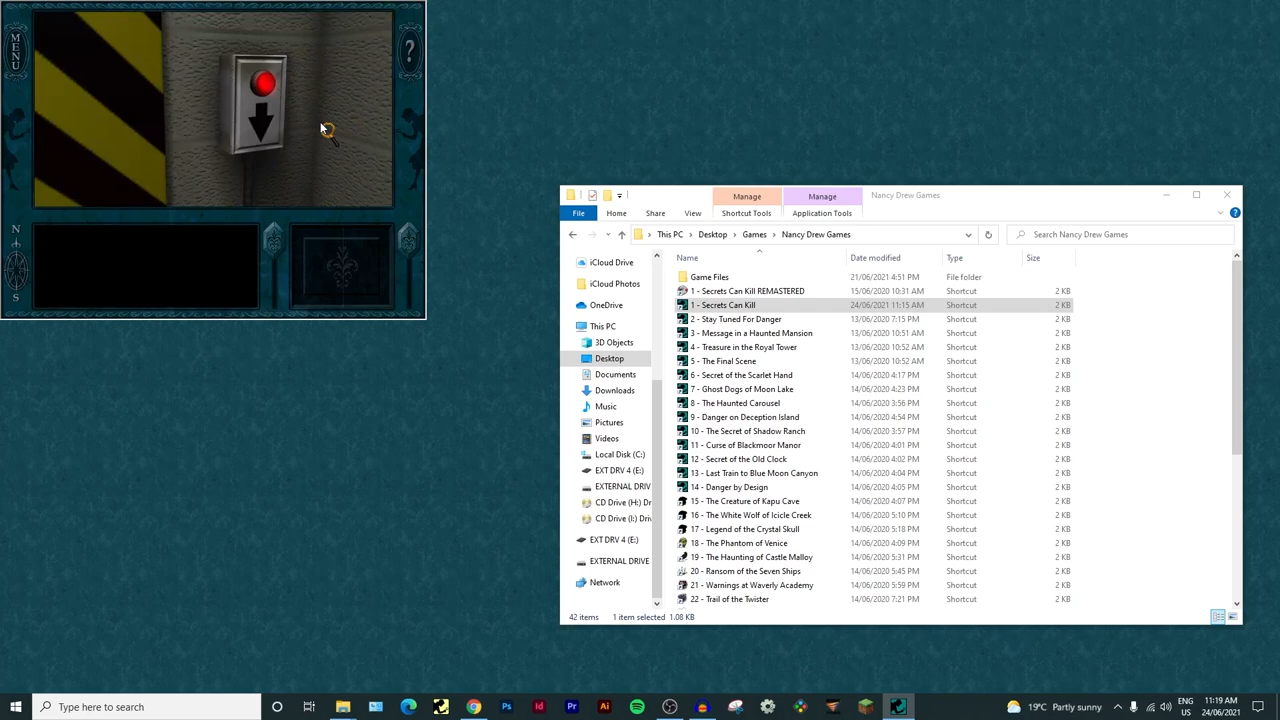 MENU
?
N
S
Manage
Manage
Nancy Drew Games
File
Home
Share
View
Shortcut Tools
Application Tools
This PC
Desktop
Games
Nancy Drew Games
Search Nancy Drew Games
Name
Date modified
Type
Size
iCloud Drive
iCloud Photos
OneDrive
This PC
3D Objects
Desktop
Documents
Downloads
Music
Pictures
Videos
Local Disk (C:)
EXT DRV 4 (E:)
EXTERNAL DRIV
CD Drive (H:) Dr
CD Drive (I:) Dri
EXT DRV 4 (E:)
EXTERNAL DRIVE
Network
Game Files 21/06/2021 4:51 PM File folder
1 - Secrets Can Kill REMASTERED 15/06/2020 10:31 AM Shortcut 2 KB
1 - Secrets Can Kill 24/06/2021 11:15 AM Shortcut 2 KB
2 - Stay Tuned For Danger 13/06/2020 7:15 PM Shortcut 2 KB
3 - Message in a Haunted Mansion 13/06/2020 10:51 AM Shortcut 2 KB
4 - Treasure in the Royal Tower 13/06/2020 10:52 AM Shortcut 2 KB
5 - The Final Scene 13/06/2020 10:52 AM Shortcut 2 KB
6 - Secret of the Scarlet Hand 14/06/2020 4:17 PM Shortcut 2 KB
7 - Ghost Dogs of Moon Lake 14/06/2020 4:23 PM Shortcut 2 KB
8 - The Haunted Carousel 14/06/2020 3:56 PM Shortcut 2 KB
9 - Danger on Deception Island 14/06/2020 4:54 PM Shortcut 2 KB
10 - The Secret of Shadow Ranch 14/06/2020 3:57 PM Shortcut 2 KB
11 - Curse of Blackmoor Manor 14/06/2020 4:01 PM Shortcut 2 KB
12 - Secret of the Old Clock 14/06/2020 4:02 PM Shortcut 2 KB
13 - Last Train to Blue Moon Canyon 14/06/2020 4:04 PM Shortcut 2 KB
14 - Danger by Design 14/06/2020 4:05 PM Shortcut 2 KB
15 - The Creature of Kapu Cave 14/06/2020 4:07 PM Shortcut 2 KB
16 - The White Wolf of Icicle Creek 14/06/2020 5:10 PM Shortcut 2 KB
17 - Legend of the Crystal Skull 14/06/2020 5:18 PM Shortcut 2 KB
18 - The Phantom of Venice 14/06/2020 4:09 PM Shortcut 2 KB
19 - The Haunting of Castle Malloy 14/06/2020 5:31 PM Shortcut 2 KB
20 - Ransom of the Seven Ships 14/06/2020 5:45 PM Shortcut 2 KB
21 - Warnings at Waverly Academy 14/06/2020 5:59 PM Shortcut 2 KB
22 - Trail of the Twister 14/06/2020 7:21 PM Shortcut 2 KB
42 items 1 item selected 1.08 KB
Type here to search
Ps
Id
Pr
Ai
19°C Partly sunny
ENG
US
11:19 AM
24/06/2021